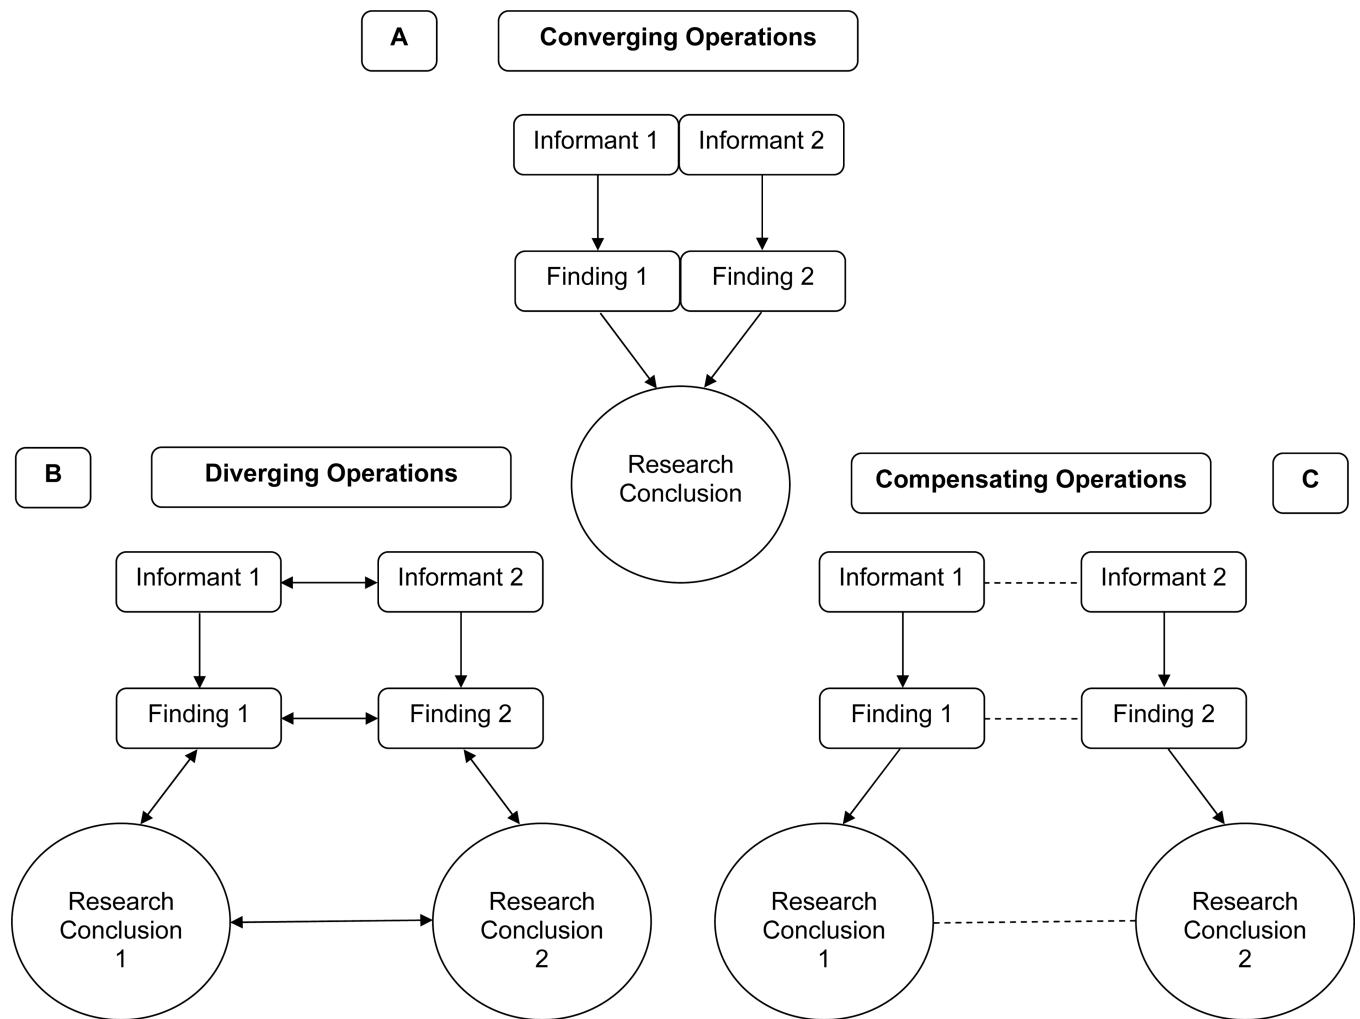 A
Converging Operations
Informant 1
Informant 2
Finding 1
Finding 2
Research
Conclusion
B
Diverging Operations
Informant 1
Informant 2
Finding 1
Finding 2
Research
Conclusion
1
Research
Conclusion
2
Compensating Operations
C
Informant 1
Informant 2
Finding 1
Finding 2
Research
Conclusion
1
Research
Conclusion
2